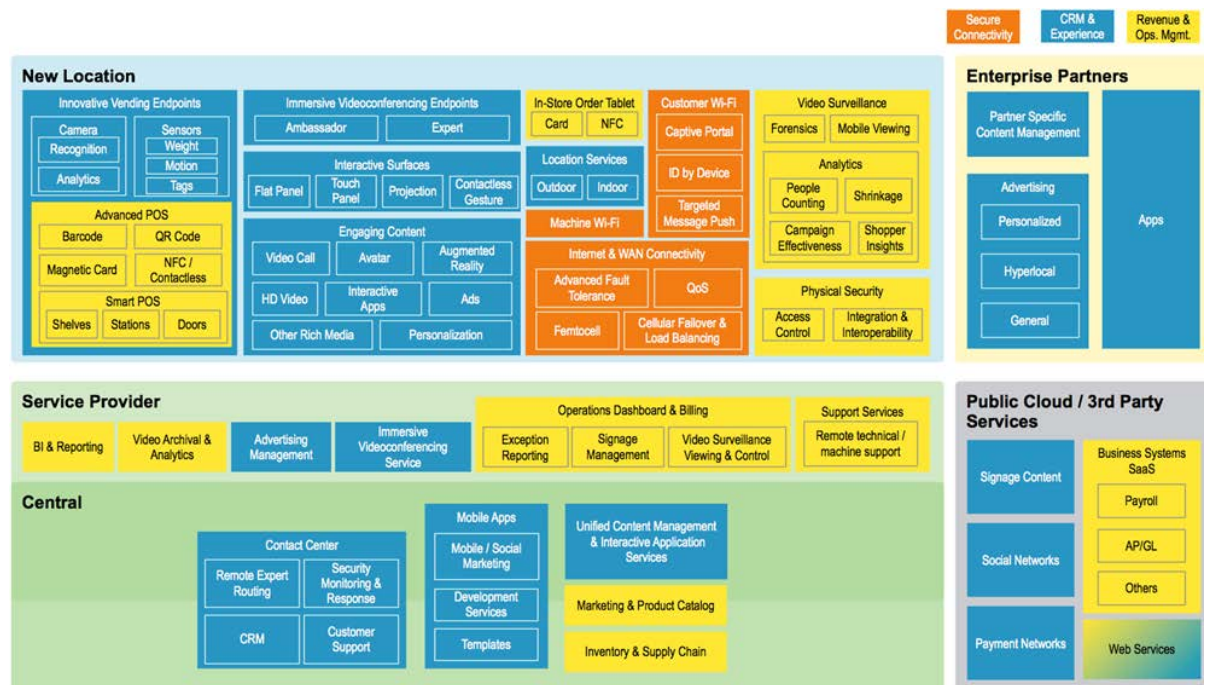 Secure
Connectivity
CRM &
Experience
Revenue &
Ops. Mgmt.
New Location
Innovative Vending Endpoints
Camera
Recognition
Analytics
Sensors
Weight
Motion
Tags
Advanced POS
Barcode
QR Code
Magnetic Card
NFC /
Contactless
Smart POS
Shelves
Stations
Doors
Immersive Videoconferencing Endpoints
Ambassador
Expert
Interactive Surfaces
Flat Panel
Touch
Panel
Projection
Contactless
Gesture
Engaging Content
Video Call
Avatar
Augmented
Reality
HD Video
Interactive
Apps
Ads
Other Rich Media
Personalization
In-Store Order Tablet
Card
NFC
Location Services
Outdoor
Indoor
Machine Wi-Fi
Customer Wi-Fi
Captive Portal
ID by Device
Targeted
Message Push
Internet & WAN Connectivity
Advanced Fault
Tolerance
QoS
Femtocell
Cellular Failover &
Load Balancing
Video Surveillance
Forensics
Mobile Viewing
Analytics
People
Counting
Shrinkage
Campaign
Effectiveness
Shopper
Insights
Physical Security
Access
Control
Integration &
Interoperability
Enterprise Partners
Partner Specific
Content Management
Advertising
Personalized
Hyperlocal
General
Apps
Service Provider
BI & Reporting
Video Archival &
Analytics
Advertising
Management
Immersive
Videoconferencing
Service
Operations Dashboard & Billing
Exception
Reporting
Signage
Management
Video Surveillance
Viewing & Control
Support Services
Remote technical /
machine support
Central
Contact Center
Remote Expert
Routing
Security
Monitoring &
Response
CRM
Customer
Support
Mobile Apps
Mobile / Social
Marketing
Development
Services
Templates
Unified Content Management
& Interactive Application
Services
Marketing & Product Catalog
Inventory & Supply Chain
Public Cloud / 3rd Party
Services
Signage Content
Social Networks
Payment Networks
Business Systems
SaaS
Payroll
AP/GL
Others
Web Services